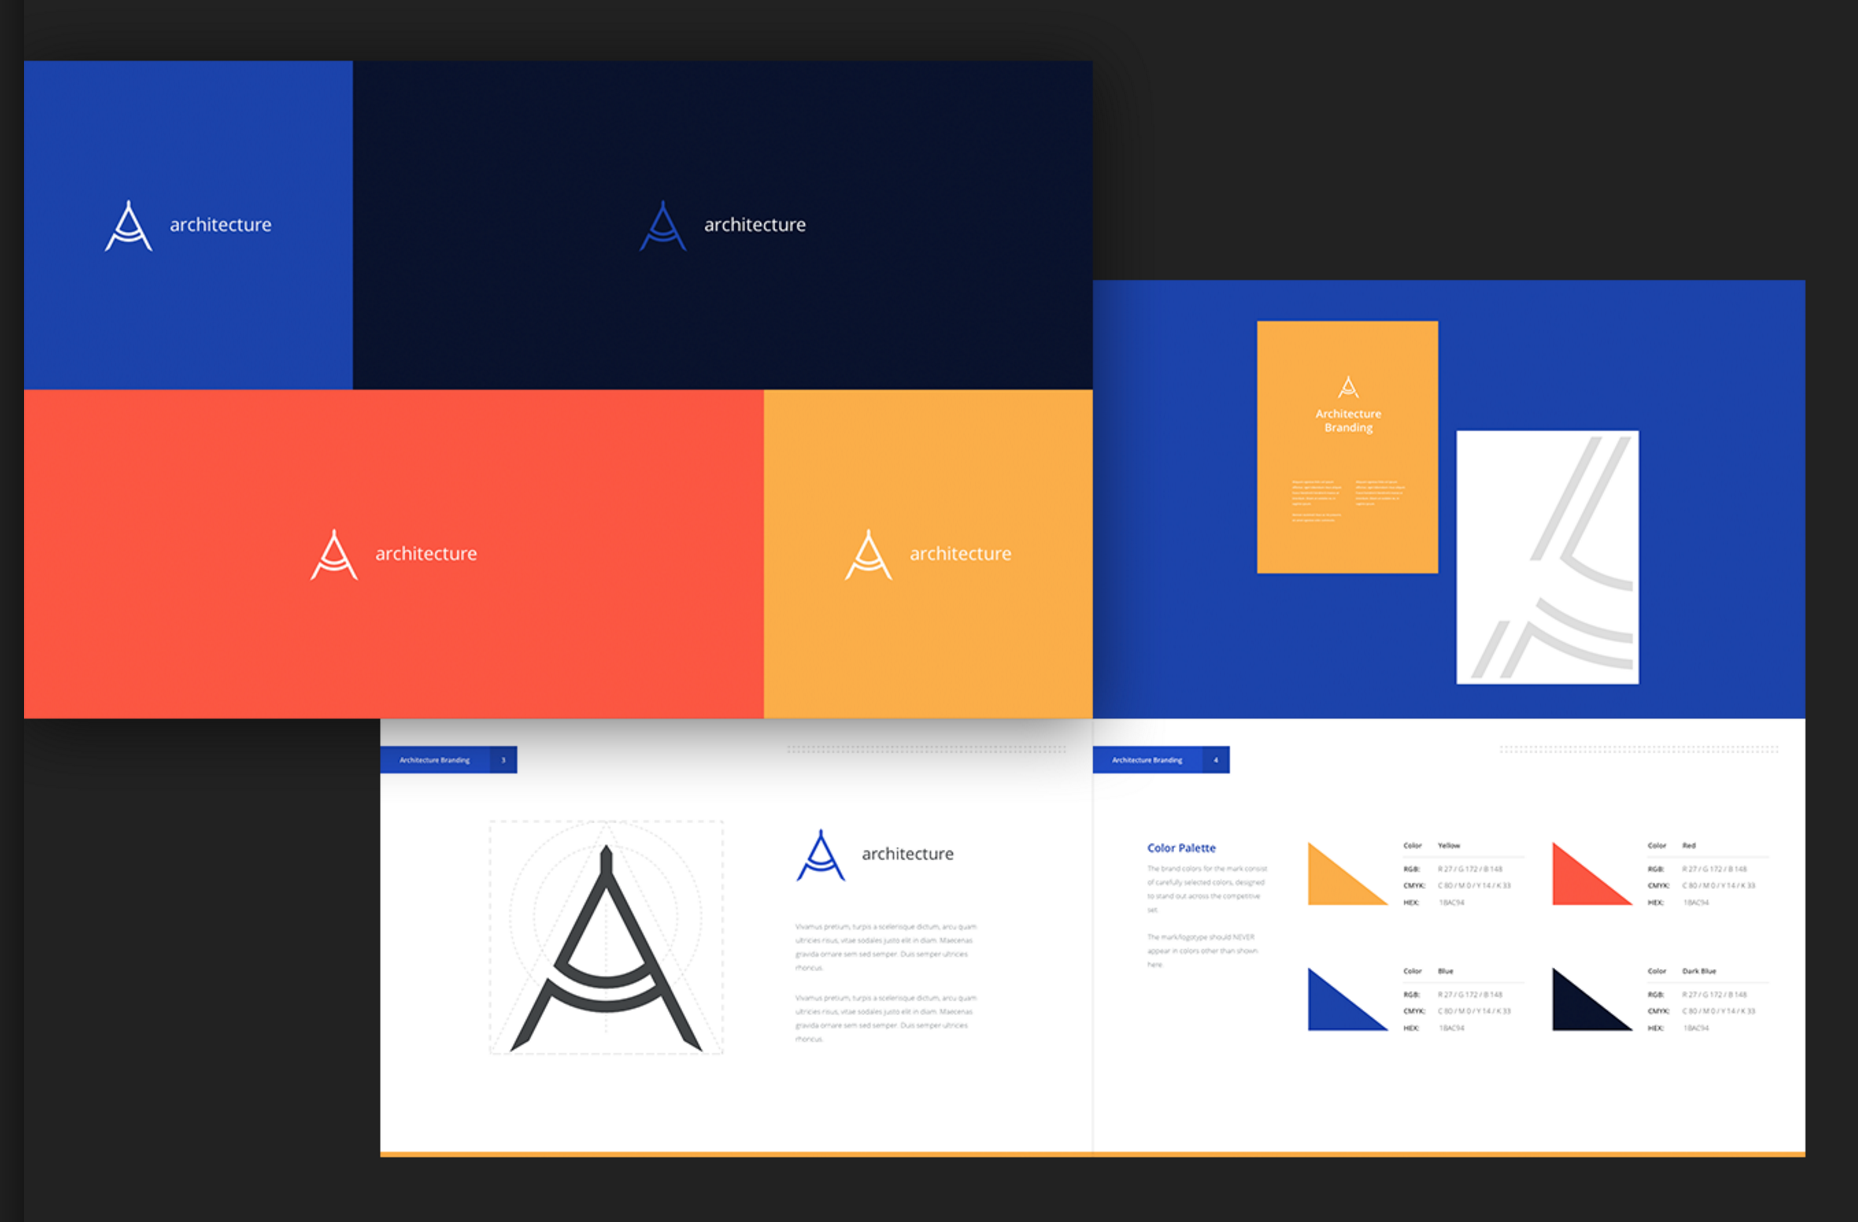 architecture
architecture
architecture
architecture
Architecture
Branding
Architecture Branding 3
architecture
Vivamus pretium, turpis a scelerisque dictum, arcu quam
ultricies risus, vitae sodales justo elit in diam. Maecenas
gravida ornare sem sed semper. Duis semper ultricies
rhoncus.
Vivamus pretium, turpis a scelerisque dictum, arcu quam
ultricies risus, vitae sodales justo elit in diam. Maecenas
gravida ornare sem sed semper. Duis semper ultricies
rhoncus.
Architecture Branding 4
Color Palette
The brand colors for the mark consist
of carefully selected colors, designed
to stand out across the competitive
set.
The mark/logotype should NEVER
appear in colors other than shown
here.
Color Yellow
RGB: R 27 / G 172 / B 148
CMYK: C 80 / M 0 / Y 14 / K 33
HEX: 1BAC94
Color Red
RGB: R 27 / G 172 / B 148
CMYK: C 80 / M 0 / Y 14 / K 33
HEX: 1BAC94
Color Blue
RGB: R 27 / G 172 / B 148
CMYK: C 80 / M 0 / Y 14 / K 33
HEX: 1BAC94
Color Dark Blue
RGB: R 27 / G 172 / B 148
CMYK: C 80 / M 0 / Y 14 / K 33
HEX: 1BAC94